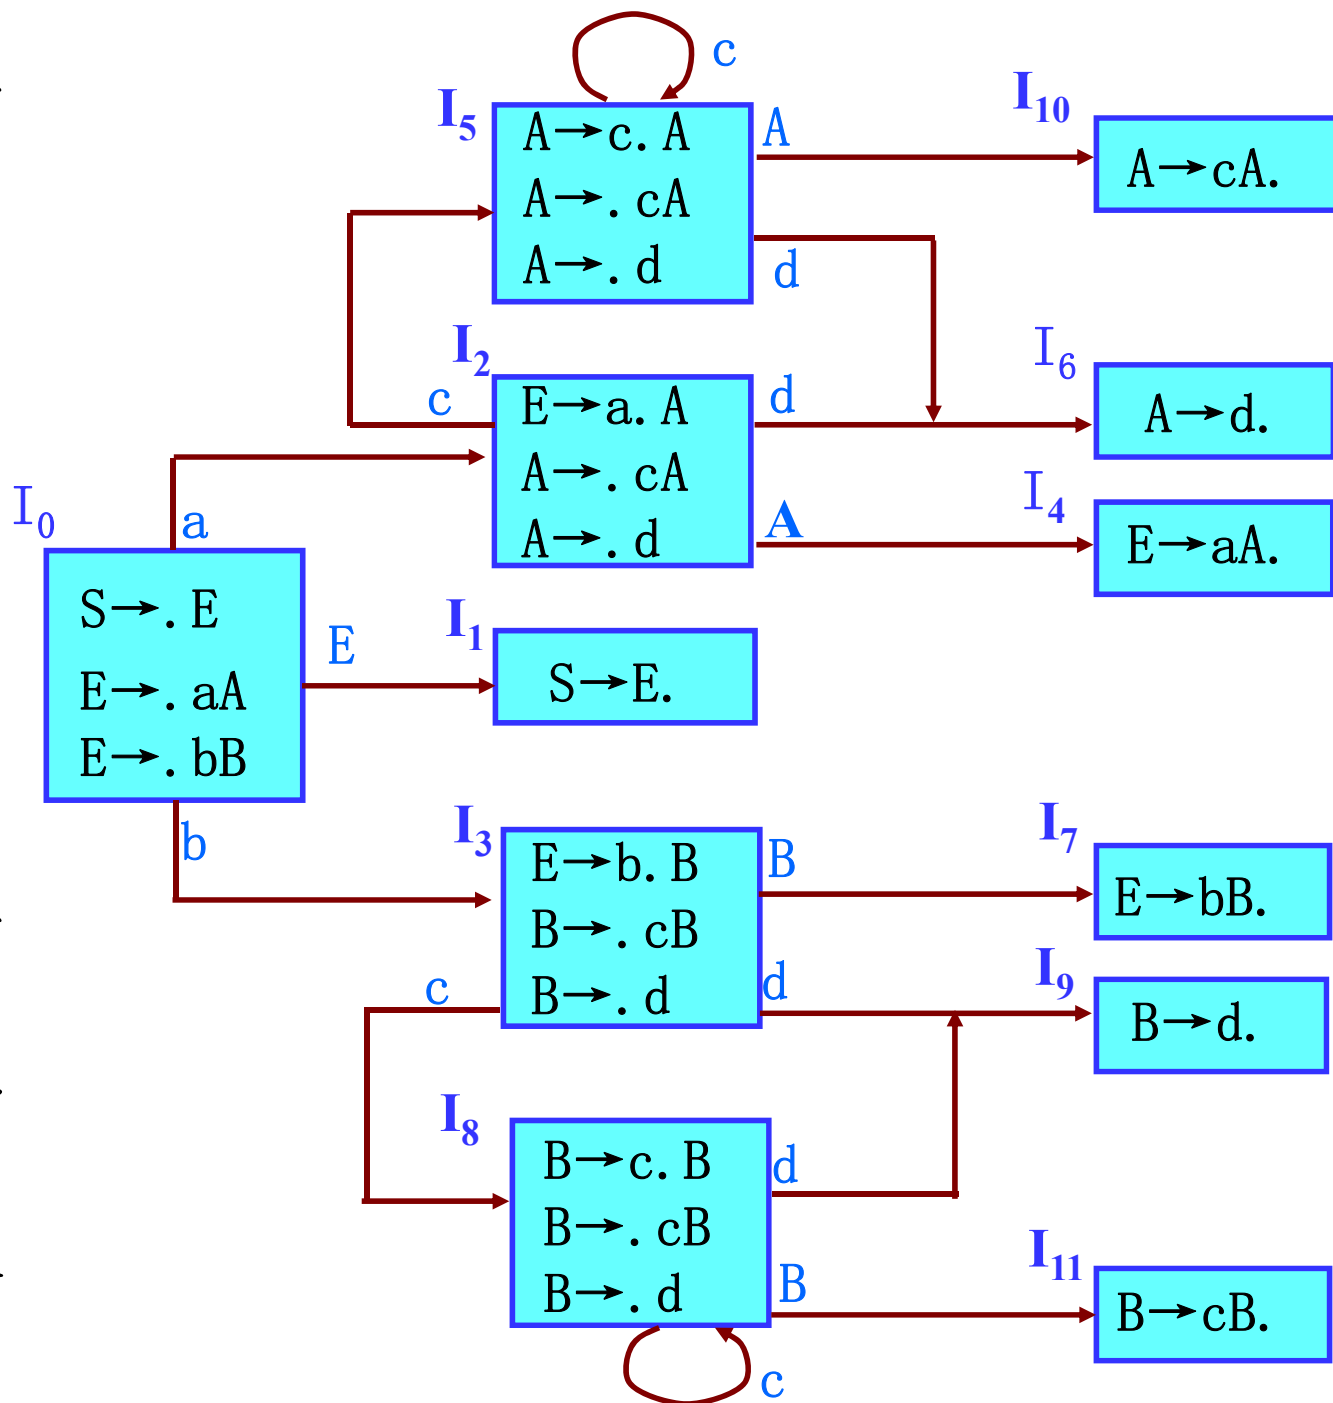 c
I5
A→c.A
A→.cA
A→.d
A
I10
A→cA.
d
I2
c
E→a.A
A→.cA
A→.d
d
I6
A→d.
A
I4
E→aA.
I0
a
S→.E
E→.aA
E→.bB
E
I1
S→E.
b
I3
E→b.B
B→.cB
B→.d
B
I7
E→bB.
c
d
I9
B→d.
I8
B→c.B
B→.cB
B→.d
d
B
I11
B→cB.
c